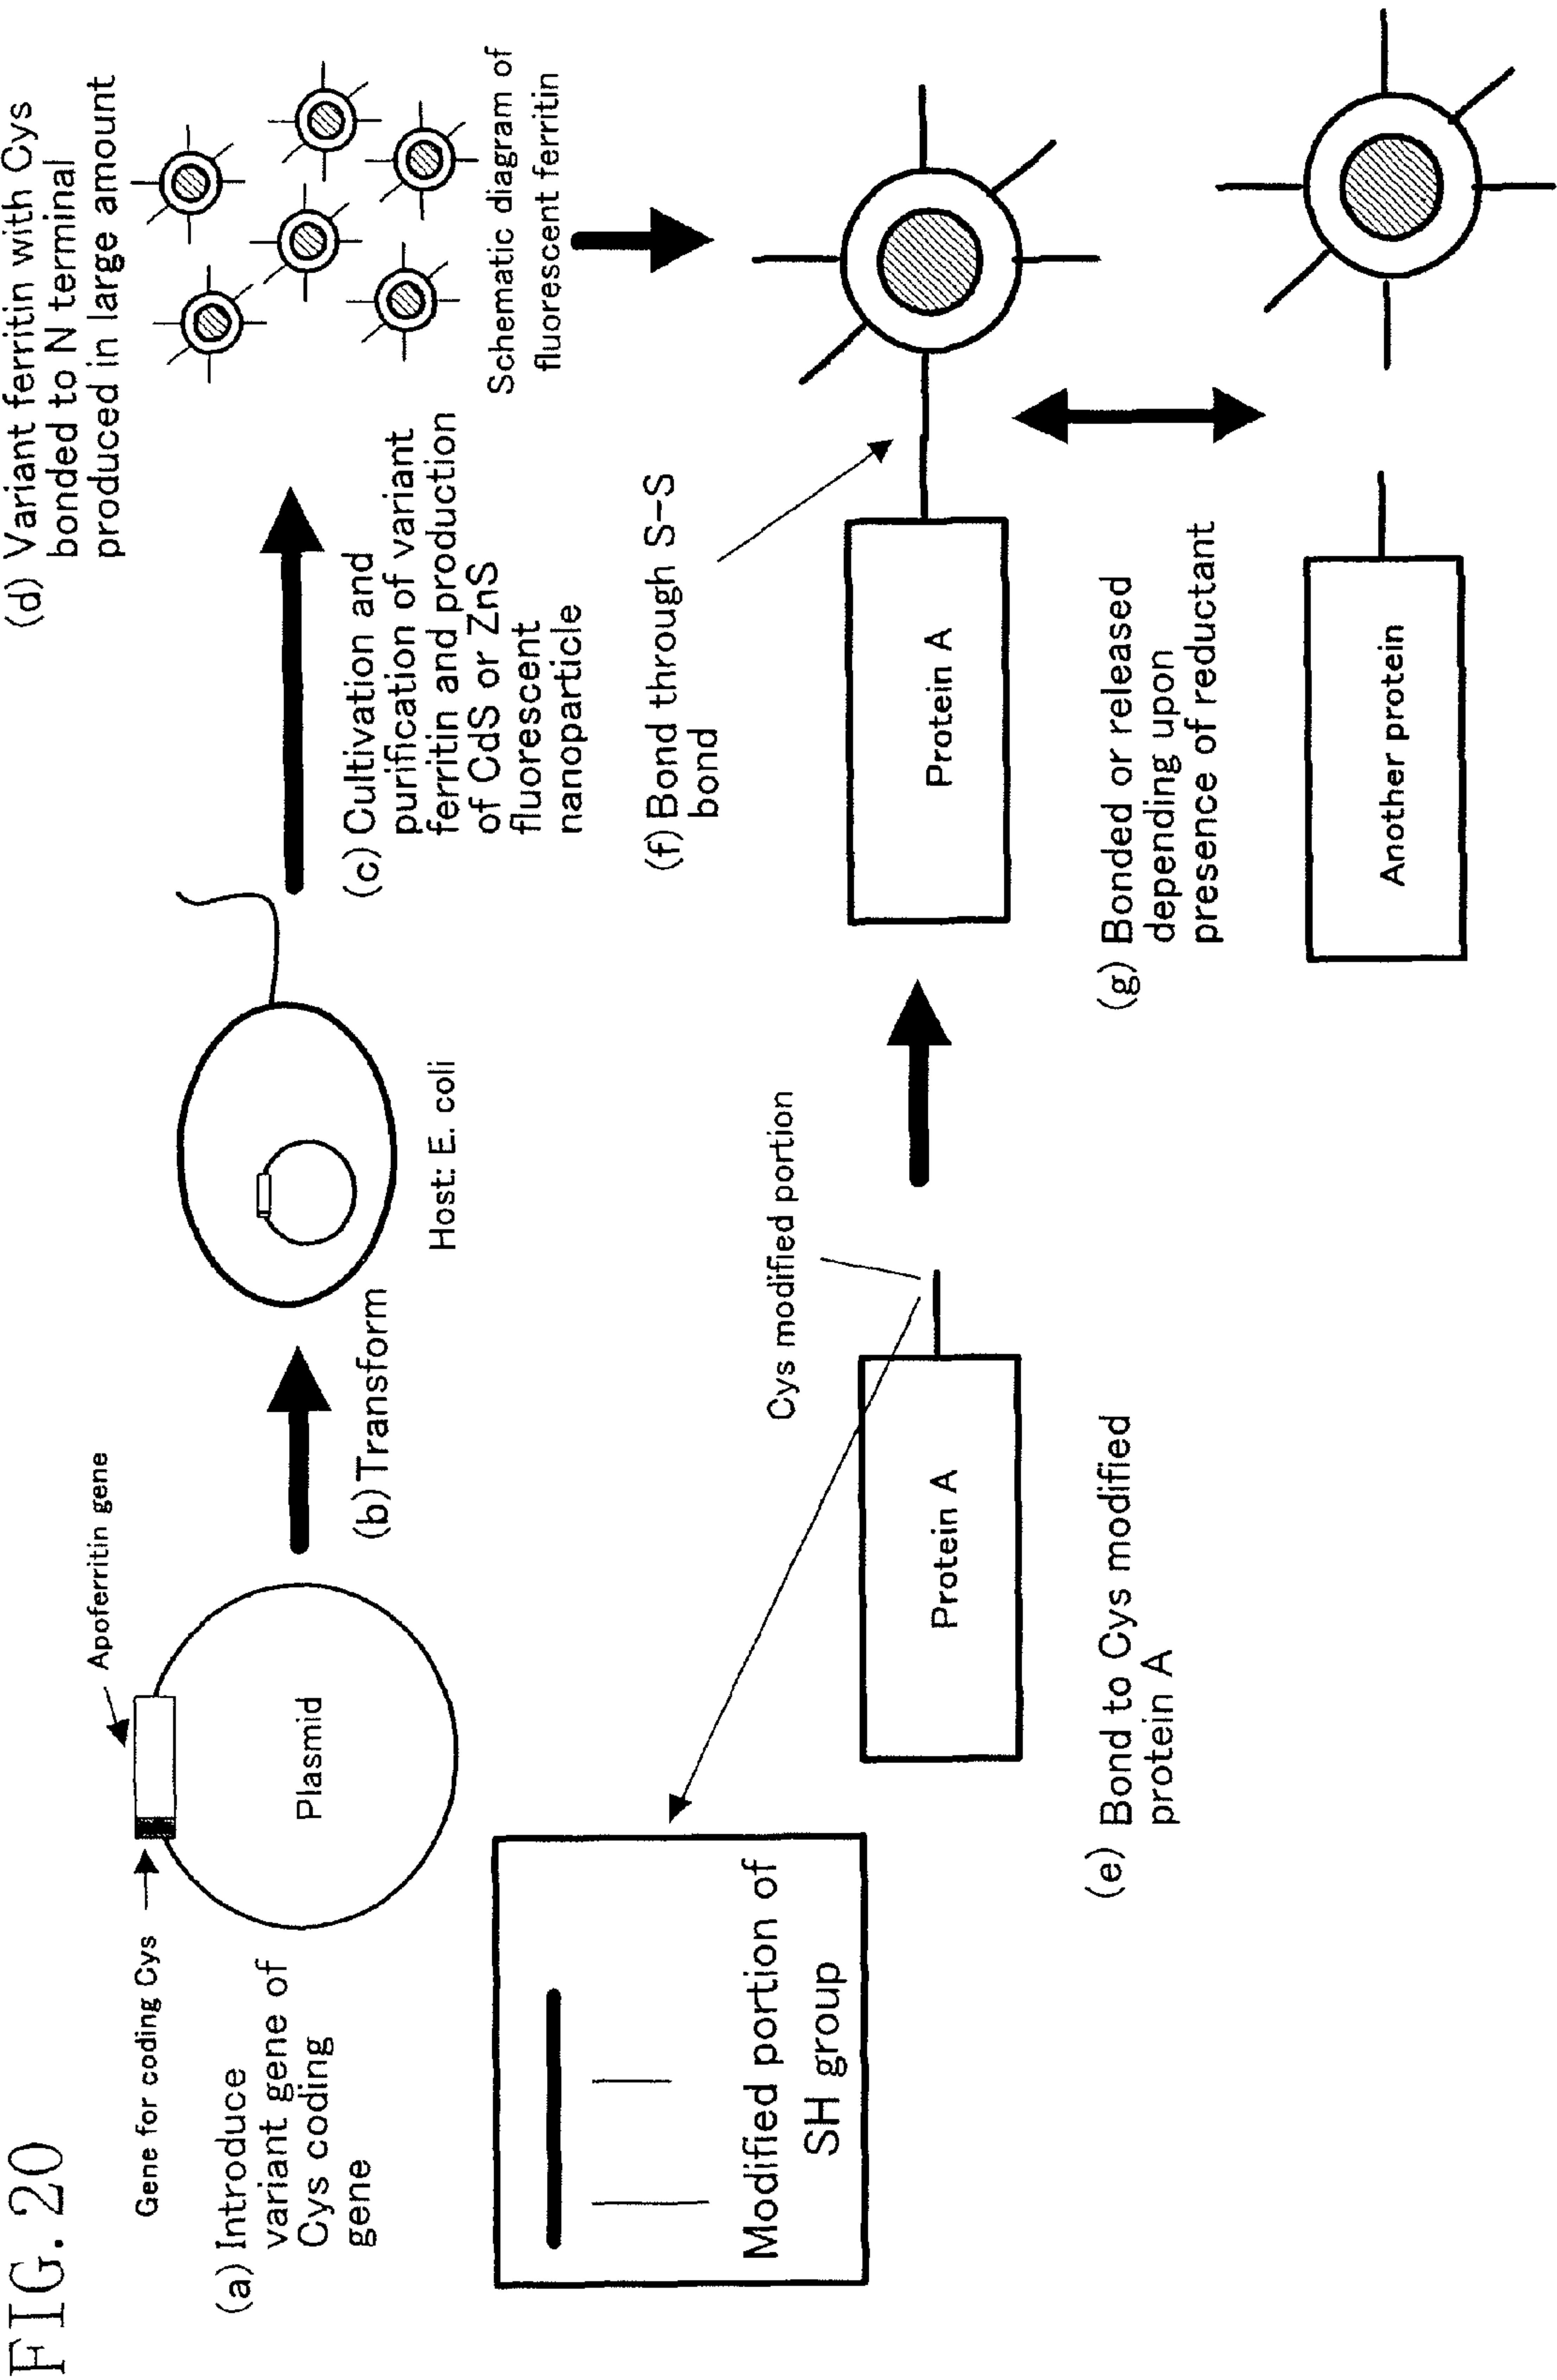 FIG. 20
Gene for coding Cys
Apoferritin gene
Plasmid
(a) Introduce
variant gene of
Cys coding
gene
(b) Transform
Host: E. coli
(c) Cultivation and
purification of variant
ferritin and production
of CdS or ZnS
fluorescent
nanoparticle
(d) Variant ferritin with Cys
bonded to N terminal
produced in large amount
Schematic diagram of
fluorescent ferritin
Modified portion of
SH group
Cys modified portion
Protein A
(e) Bond to Cys modified
protein A
(f) Bond through S-S
bond
Protein A
(g) Bonded or released
depending upon
presence of reductant
Another protein